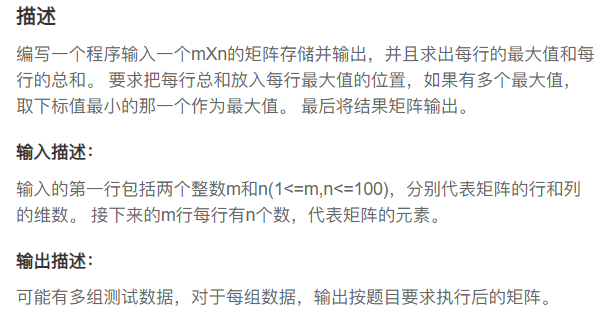 描述
编写一个程序输入一个mXn的矩阵存储并输出，并且求出每行的最大值和每
行的总和。 要求把每行总和放入每行最大值的位置，如果有多个最大值，
取下标值最小的那一个作为最大值。 最后将结果矩阵输出。
输入描述：
输入的第一行包括两个整数m和n(1<=m,n<=100)，分别代表矩阵的行和列
的维数。 接下来的m行每行有n个数，代表矩阵的元素。
输出描述：
可能有多组测试数据，对于每组数据，输出按题目要求执行后的矩阵。